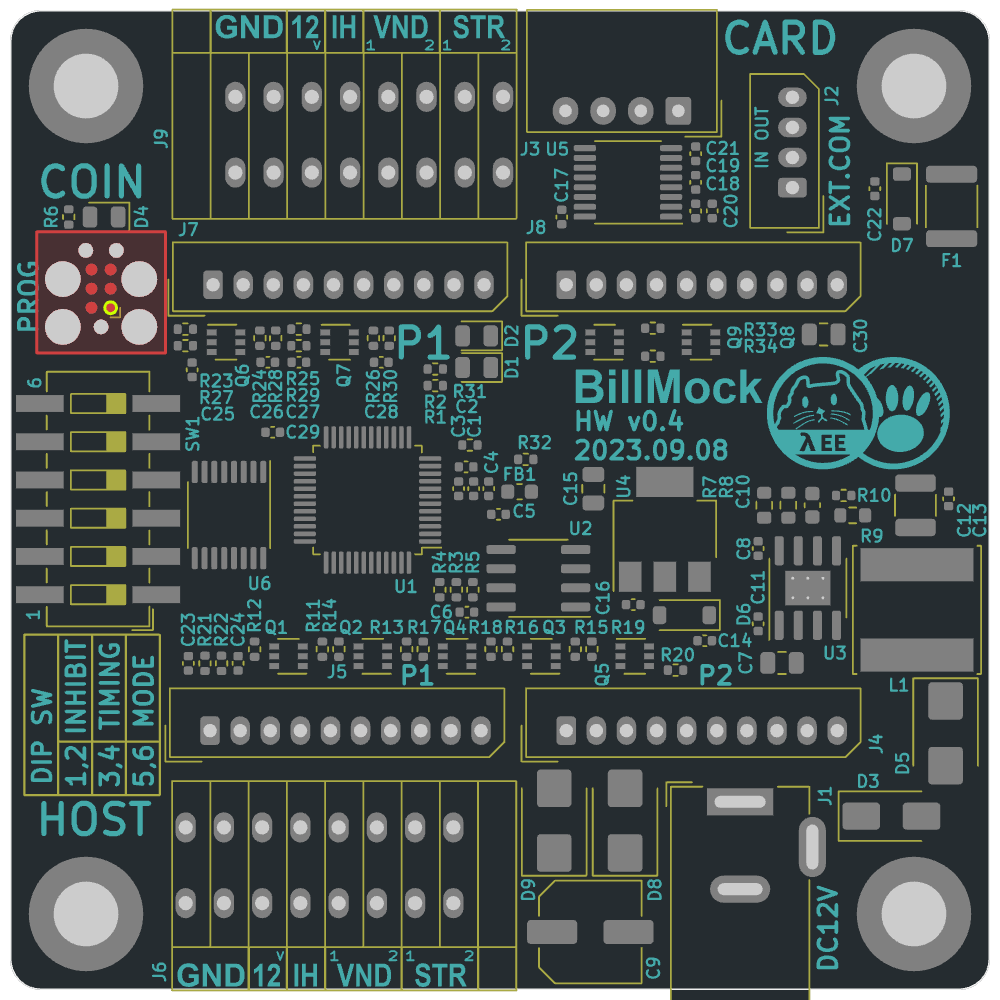 GND 12V IH VND STR
1 2 1 2
CARD
J2
IN OUT
EXT.COM
J9
J3 U5
C21
C19
C18
C17
C20
COIN
R6
D4
J7
J8
C22
D7
F1
PROG
P1
D2
D1
P2
Q9
R33
R34
Q8
C30
Q6
Q7
R23
R27
C25
R24
R28
C26
R25
R29
C27
R26
R30
C28
R31
R2
R1
C2
C3
C1
BillMock
HW v0.4
2023.09.08
λEE
6
SW1
C29
R32
C4
FB1
C5
C15
U4
R7
R8
C10
R10
R9
C12
C13
U2
U6
U1
R4
R3
R5
C6
C16
C8
C11
D6
U3
1
C23
R21
R22
C24
R12
Q1
R11
R14
Q2
R13
R17
Q4
R18
R16
Q3
R15
R19
C14
R20
C7
Q5
J5
P1
P2
L1
DIP SW
1,2 INHIBIT
3,4 TIMING
5,6 MODE
J4
D5
D3
J1
HOST
D9
D8
C9
DC12V
J6
1 2 1 2
GND 12V IH VND STR